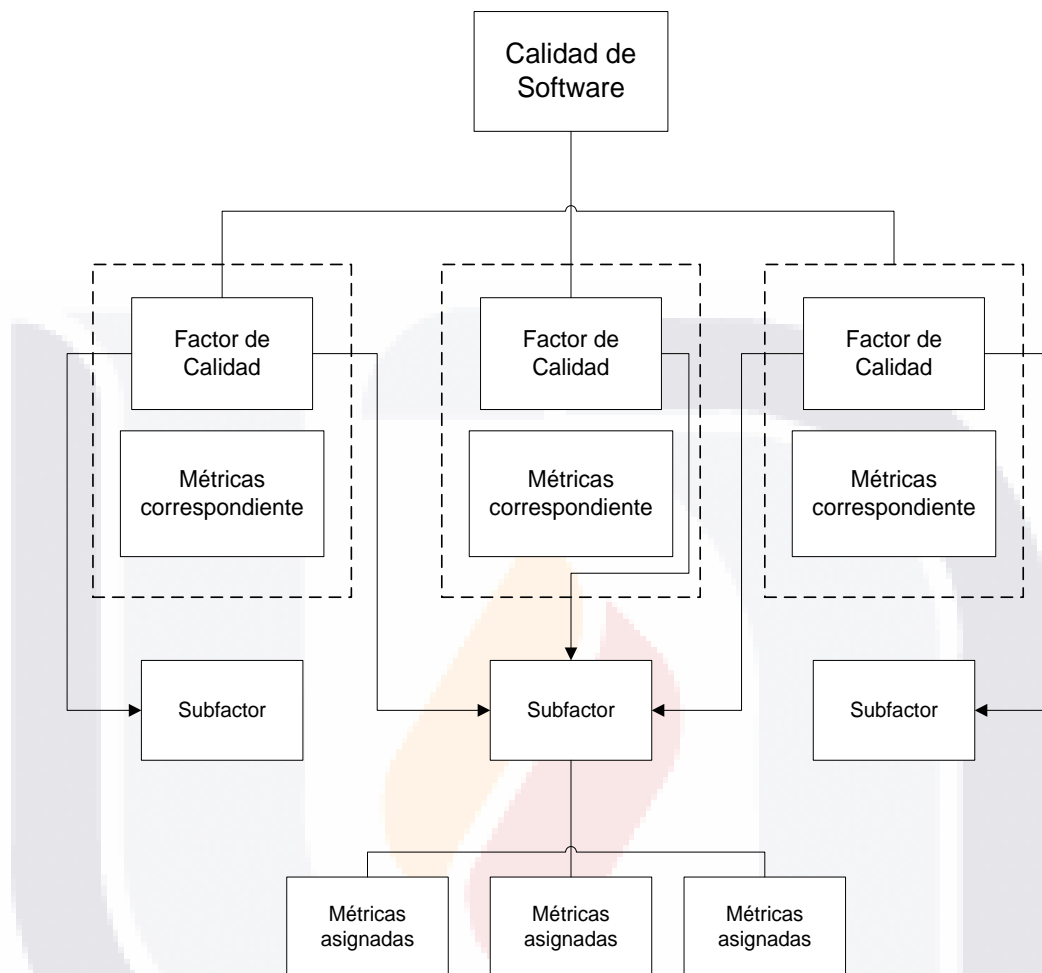 Calidad de
Software
Factor de
Calidad
Factor de
Calidad
Factor de
Calidad
Métricas
correspondiente
Métricas
correspondiente
Métricas
correspondiente
Subfactor
Subfactor
Subfactor
Métricas
asignadas
Métricas
asignadas
Métricas
asignadas